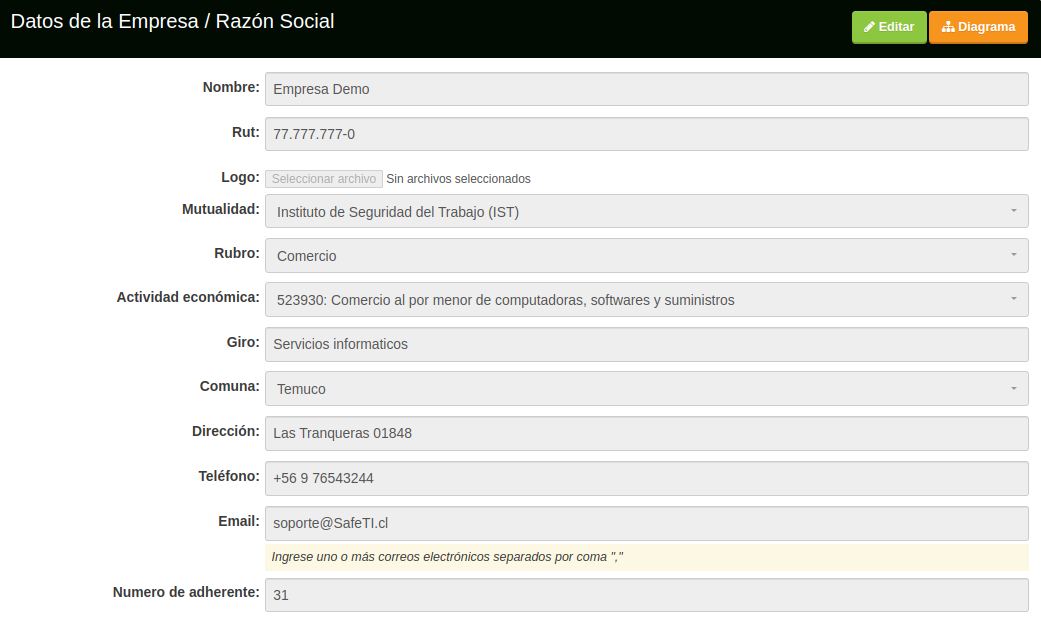 Datos de la Empresa / Razón Social
Editar
Diagrama
Nombre: Empresa Demo
Rut: 77.777.777-0
Logo: Seleccionar archivo Sin archivos seleccionados
Mutualidad: Instituto de Seguridad del Trabajo (IST)
Rubro: Comercio
Actividad económica: 523930: Comercio al por menor de computadoras, softwares y suministros
Giro: Servicios informaticos
Comuna: Temuco
Dirección: Las Tranqueras 01848
Teléfono: +56 9 76543244
Email: soporte@SafeTI.cl
Ingrese uno o más correos electrónicos separados por coma ","
Numero de adherente: 31